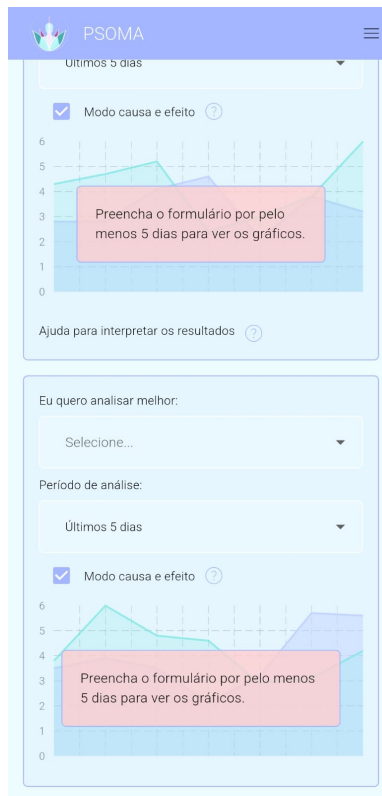 PSOMA
Últimos 5 dias
Modo causa e efeito ?
6
5
4
3
2
1
0
Preencha o formulário por pelo
menos 5 dias para ver os gráficos.
Ajuda para interpretar os resultados ?
Eu quero analisar melhor:
Selecione...
Período de análise:
Últimos 5 dias
Modo causa e efeito ?
6
5
4
3
2
1
0
Preencha o formulário por pelo menos
5 dias para ver os gráficos.